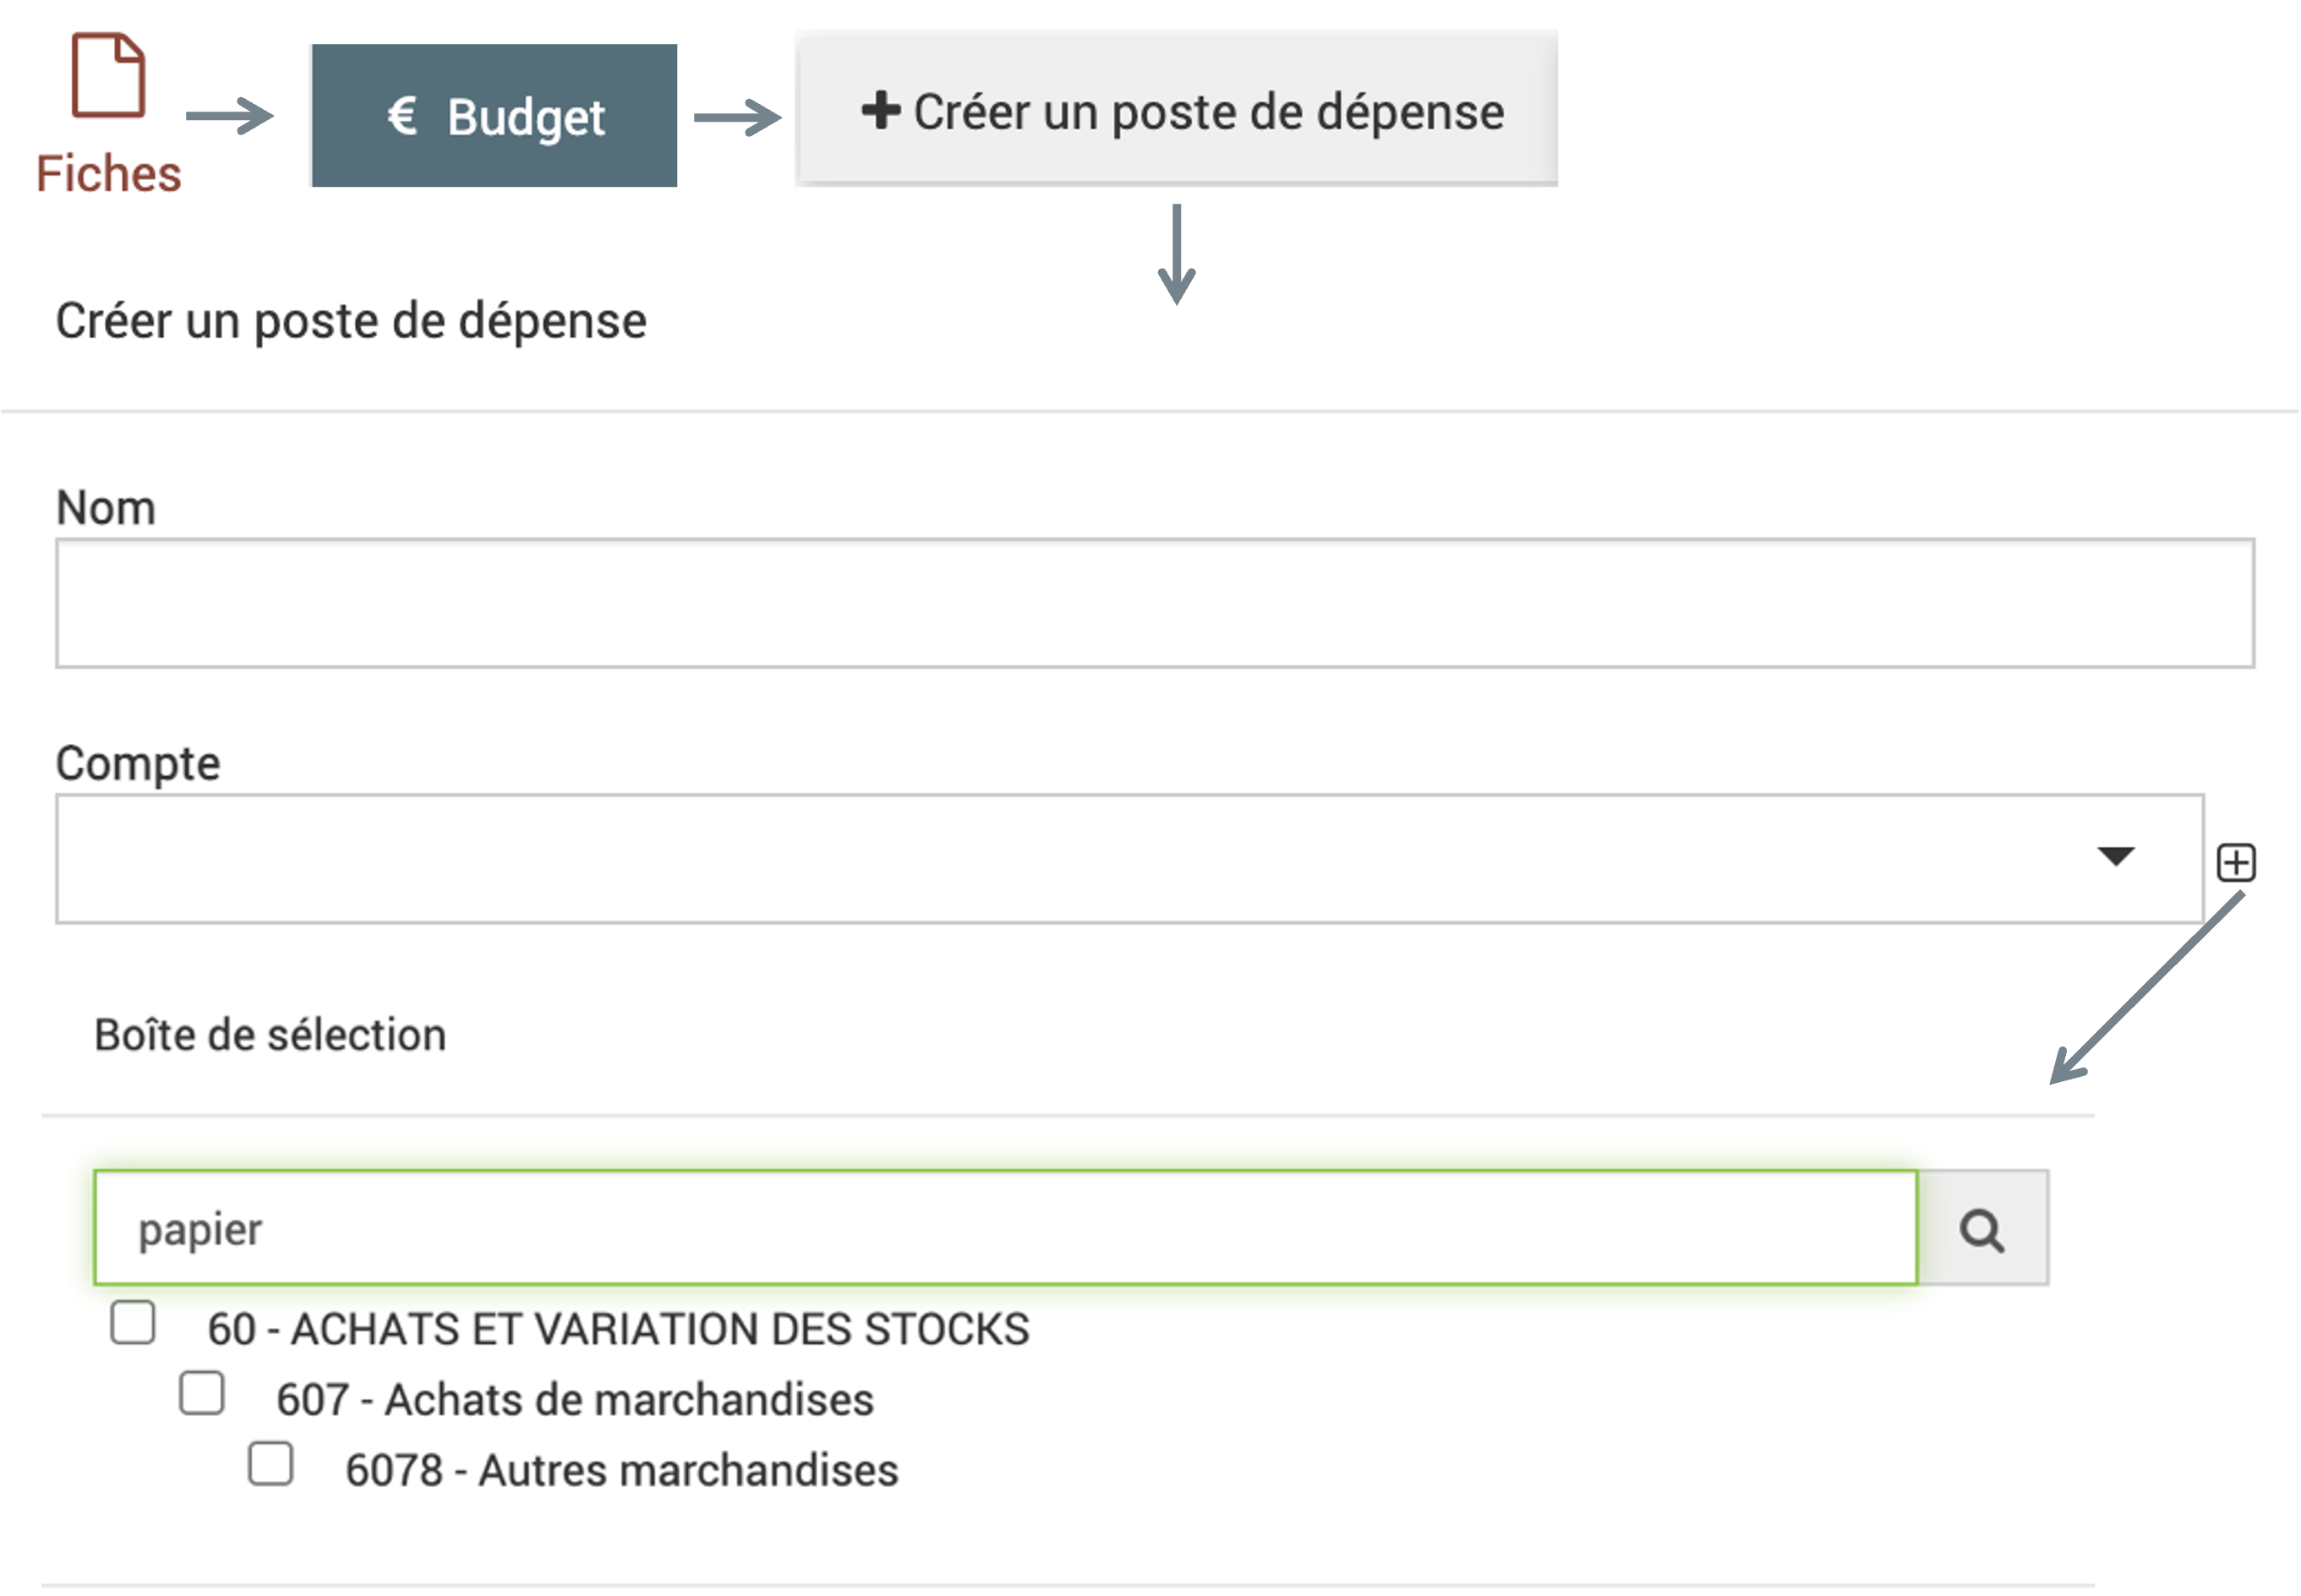 Fiches
€ Budget
+ Créer un poste de dépense
Créer un poste de dépense
Nom
Compte
Boîte de sélection
papier
60 - ACHATS ET VARIATION DES STOCKS
607 - Achats de marchandises
6078 - Autres marchandises